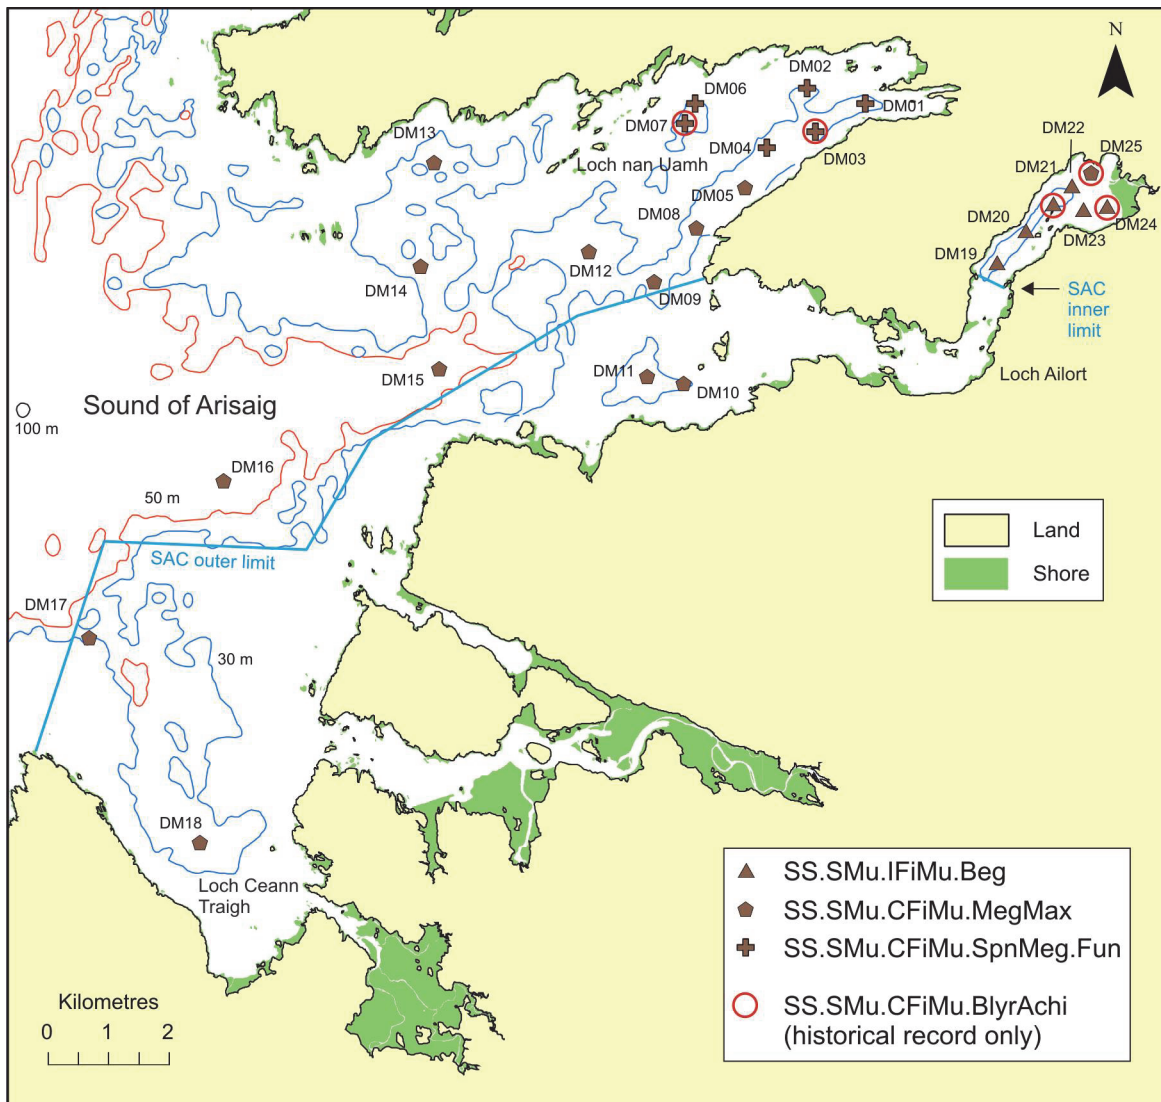 N
DM02
DM06
DM01
DM07
DM13
DM22
DM04
DM03
DM25
Loch nan Uamh
DM21
DM05
DM08
DM20
DM24
DM23
DM12
DM19
DM14
DM09
SAC
inner
limit
DM15
DM11
DM10
Loch Ailort
Sound of Arisaig
100 m
DM16
50 m
SAC outer limit
DM17
30 m
DM18
Loch Ceann
Traigh
Land
Shore
SS.SMu.IFiMu.Beg
SS.SMu.CFiMu.MegMax
SS.SMu.CFiMu.SpnMeg.Fun
SS.SMu.CFiMu.BlyrAchi
(historical record only)
Kilometres
0 1 2